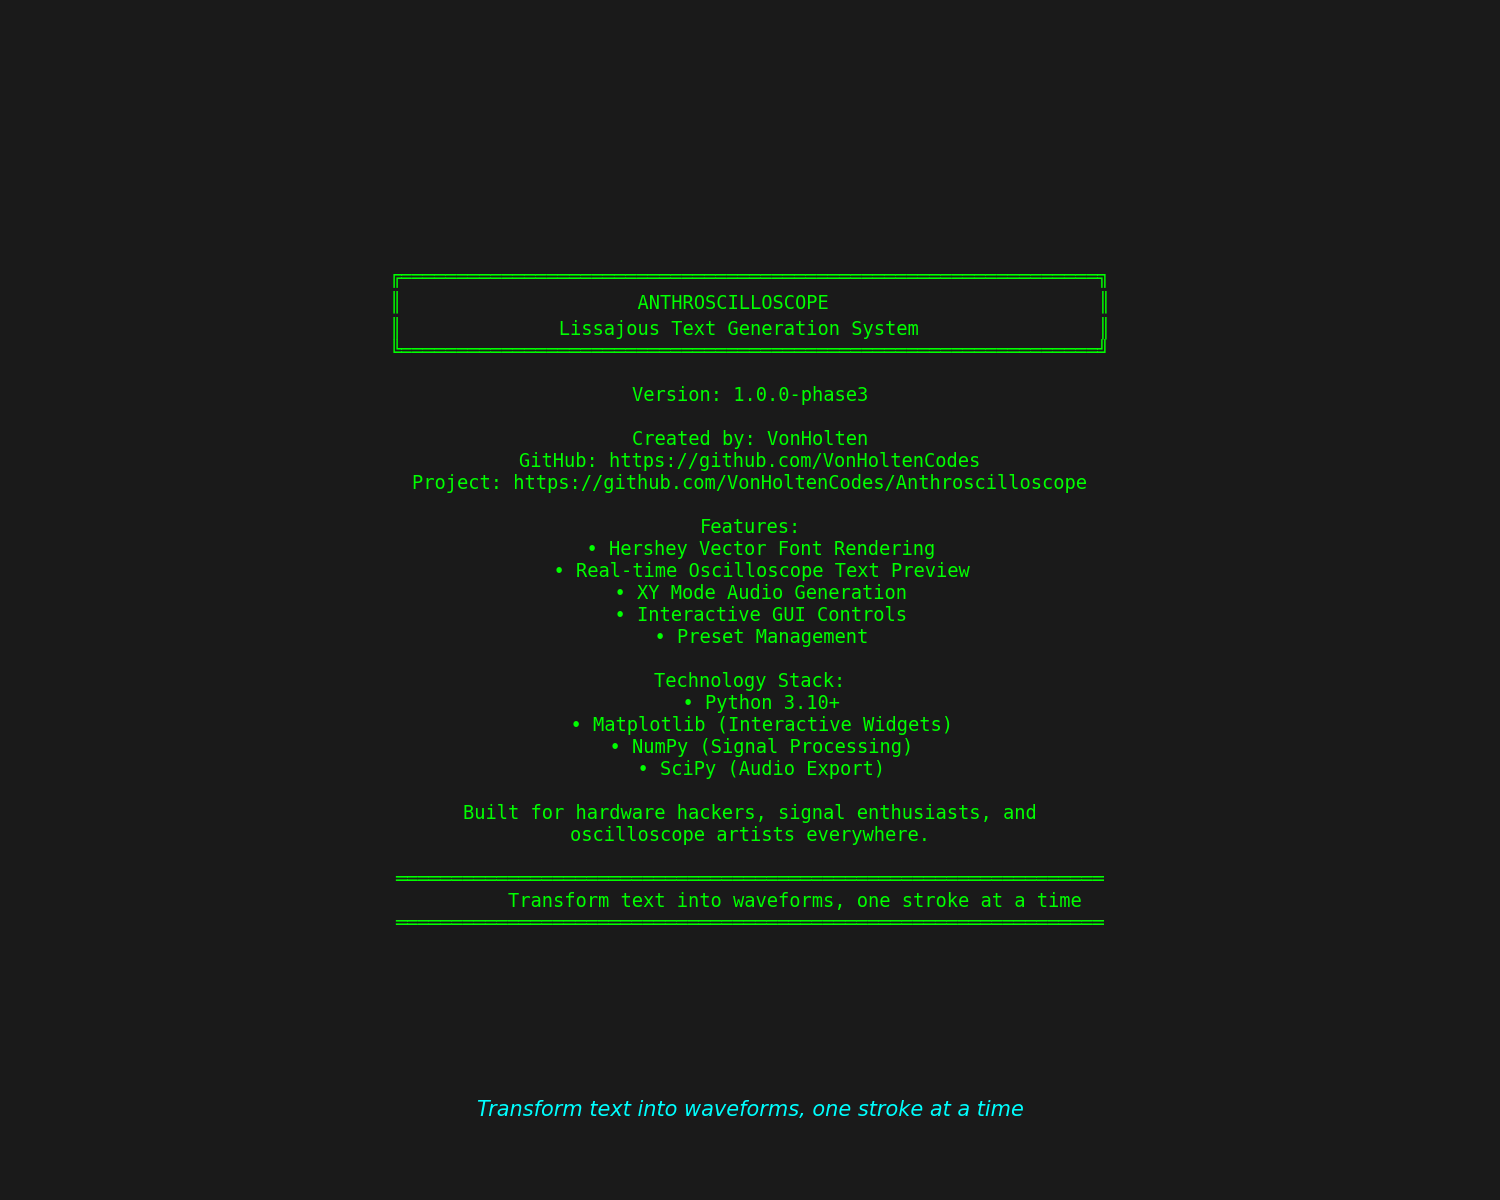 ANTHROSCILLOSCOPE
Lissajous Text Generation System
Version: 1.0.0-phase3
Created by: VonHolten
GitHub: https://github.com/VonHoltenCodes
Project: https://github.com/VonHoltenCodes/Anthroscilloscope
Features:
• Hershey Vector Font Rendering
• Real-time Oscilloscope Text Preview
• XY Mode Audio Generation
• Interactive GUI Controls
• Preset Management
Technology Stack:
• Python 3.10+
• Matplotlib (Interactive Widgets)
• NumPy (Signal Processing)
• SciPy (Audio Export)
Built for hardware hackers, signal enthusiasts, and
oscilloscope artists everywhere.
Transform text into waveforms, one stroke at a time
Transform text into waveforms, one stroke at a time